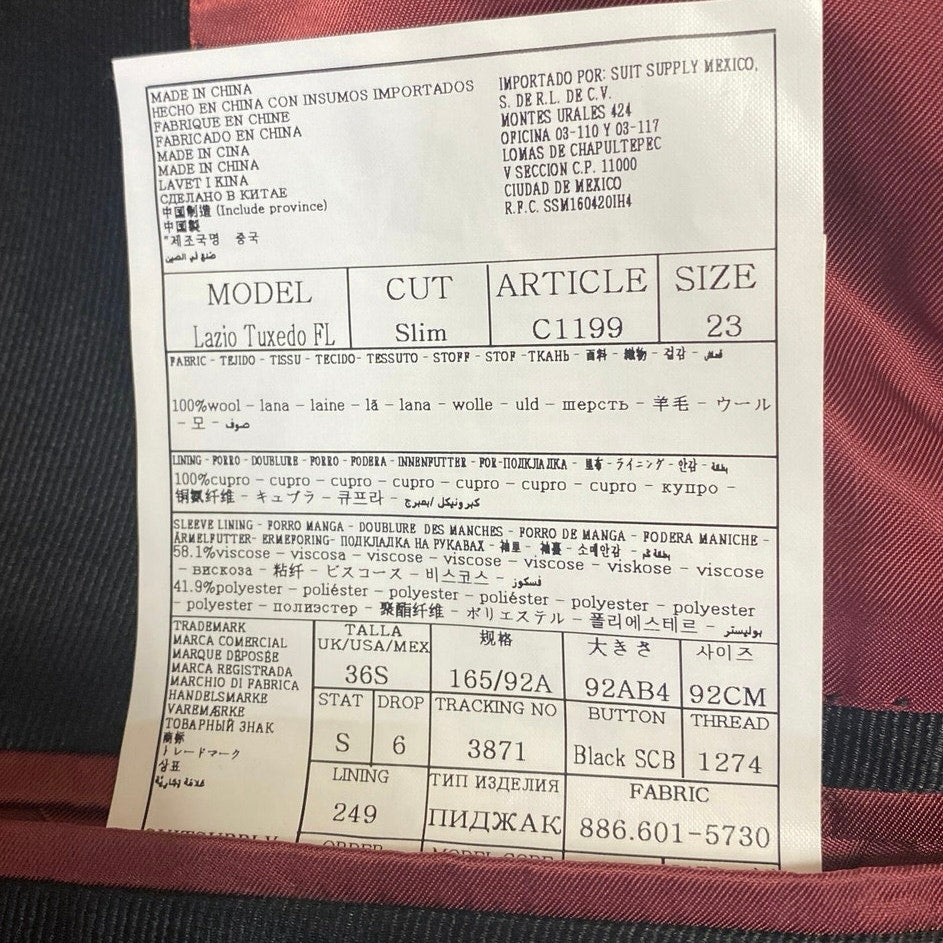 MADE IN CHINA
HECHO EN CHINA CON INSUMOS IMPORTADOS
FABRIQUE EN CHINE
FABRICADO EN CHINA
MADE IN CINA
MADE IN CHINA
LAVET I KINA
СДЕЛАНО В КИТАЕ
中国制造 (Include province)
中国製
"제조국명 중국
صنع في الصين
IMPORTADO POR: SUIT SUPPLY MEXICO,
S. DE R.L. DE C.V.
MONTES URALES 424
OFICINA 03-110 Y 03-117
LOMAS DE CHAPULTEPEC
V SECCION C.P. 11000
CIUDAD DE MEXICO
R.F.C. SSM160420IH4
MODEL CUT ARTICLE SIZE
Lazio Tuxedo FL Slim C1199 23
FABRIC - TEJIDO - TISSU - TECIDO- TESSUTO - STOFF - STOF -ТКАНЬ - 面料 - 織物 - 겉감 - قماش
100%wool - lana - laine - lã - lana - wolle - uld - шерсть - 羊毛 - ウール
- 모 - صوف
LINING - FORRO - DOUBLURE - FORRO - FODERA - INNENFUTTER - FOR-ПОДКЛАДКА - 里布 - ライニング - 안감 -
100%cupro - cupro - cupro - cupro - cupro - cupro - cupro - купро -
铜氨纤维 - キュプラ - 큐프라 -
SLEEVE LINING - FORRO MANGA - DOUBLURE DES MANCHES - FORRO DE MANGA - FODERA MANICHE -
ÄRMELFUTTER- ERMEFORING- ПОДКЛАДКА НА РУКАВАХ - 袖里 - 袖裏 - 소매안감 -
58.1%viscose - viscosa - viscose - viscose - viscose - viskose - viscose
- вискоза - 粘纤 - ビスコース - 비스코스 - فسكوز
41.9%polyester - poliéster - polyester - poliéster - polyester - polyester
- polyester - полиэстер - 聚酯纤维 - ポリエステル - 폴리에스테르 - بوليستر
TRADEMARK
MARCA COMERCIAL
MARQUE DÉPOSÉE
MARCA REGISTRADA
MARCHIO DI FABRICA
HANDELSMARKE
VAREMÆRKE
ТОВАРНЫЙ ЗНАК
商标
トレードマーク
상표
علامة تجارية
SUITSUPPLY
TALLA
UK/USA/MEX 规格 大きさ 사이즈
36S 165/92A 92AB4 92CM
STAT DROP TRACKING NO BUTTON THREAD
S 6 3871 Black SCB 1274
LINING ТИП ИЗДЕЛИЯ FABRIC
249 ПИДЖАК 886.601-5730
ORDER MODEL CODE